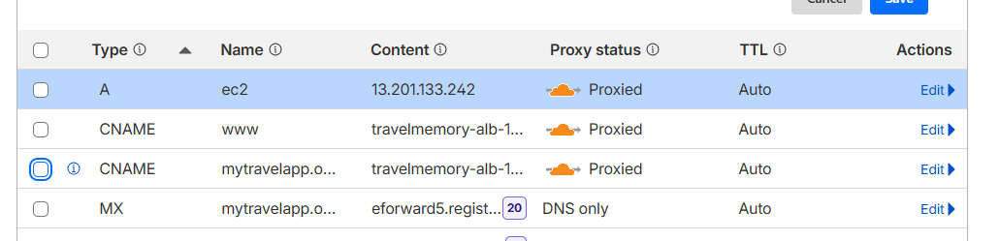 Cancel Save
Type Name Content Proxy status TTL Actions
A ec2 13.201.133.242 Proxied Auto Edit
CNAME www travelmemory-alb-1... Proxied Auto Edit
CNAME mytravelapp.o... travelmemory-alb-1... Proxied Auto Edit
MX mytravelapp.o... eforward5.regist... 20 DNS only Auto Edit